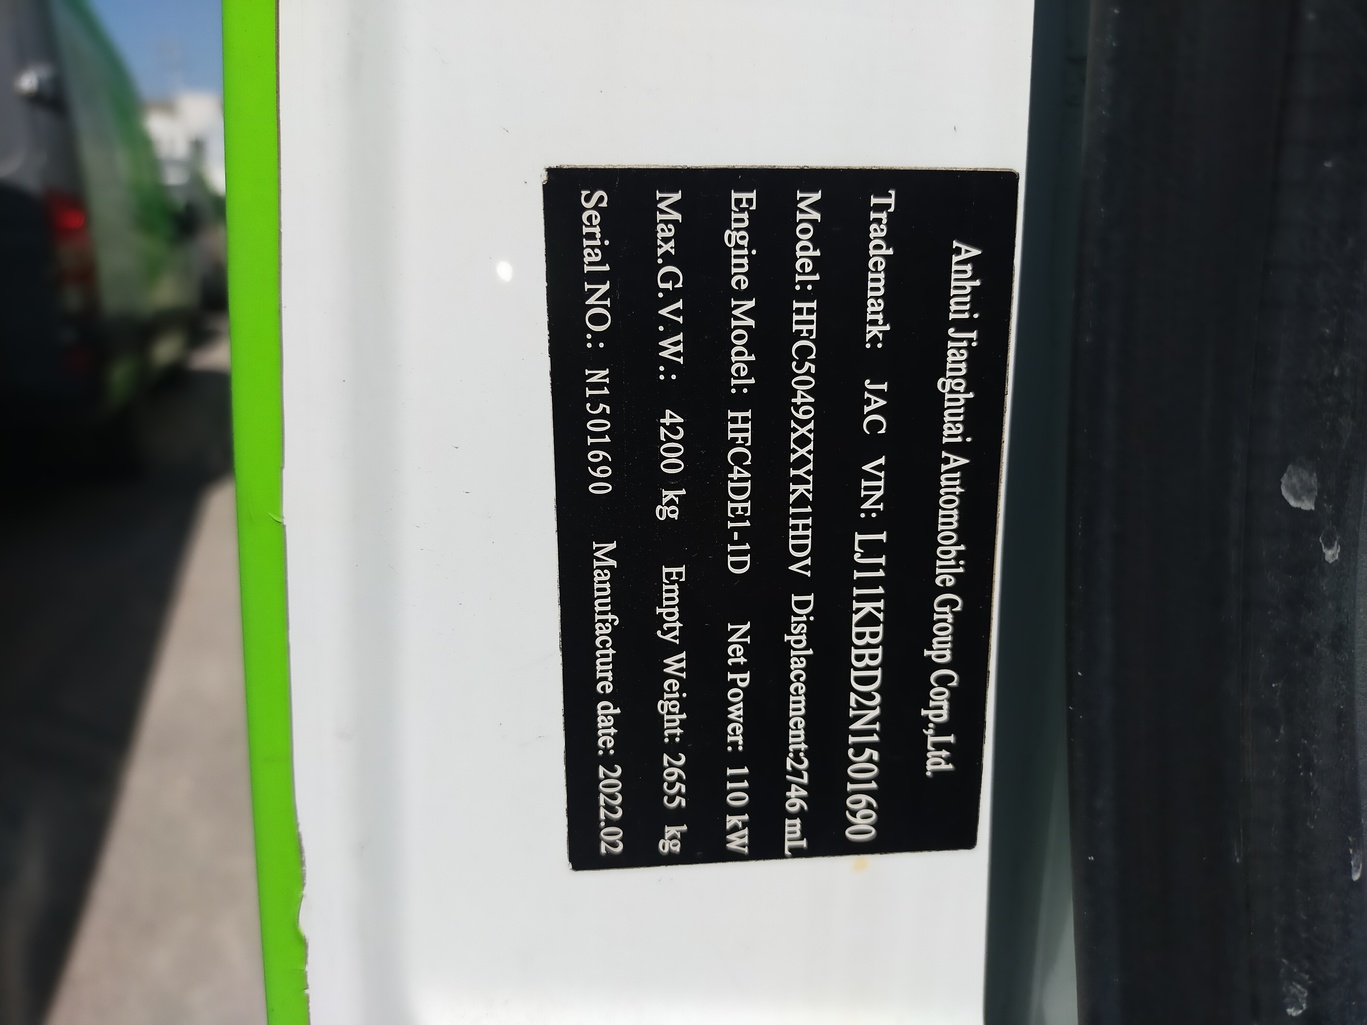 Anhui Jianghuai Automobile Group Corp.,Ltd.
Trademark: JAC VIN: LJ11KBBD2N1501690
Model: HFC5049XXYK1HDV Displacement:2746 mL
Engine Model: HFC4DE1-1D Net Power: 110 kW
Max.G.V.W.: 4200 kg Empty Weight: 2655 kg
Serial NO.: N1501690 Manufacture date: 2022.02